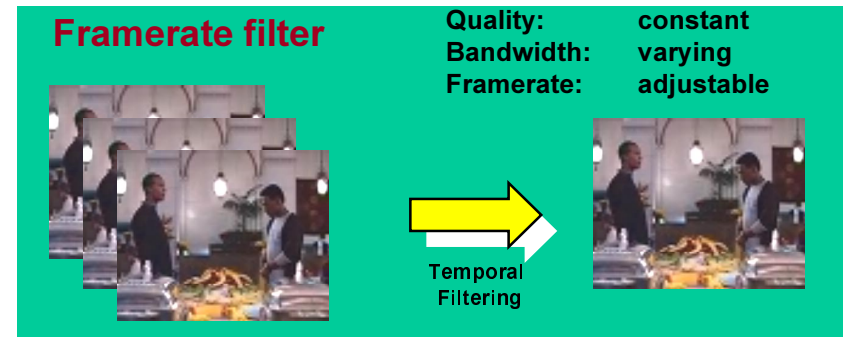 Framerate filter
Quality: constant
Bandwidth: varying
Framerate: adjustable
Temporal
Filtering